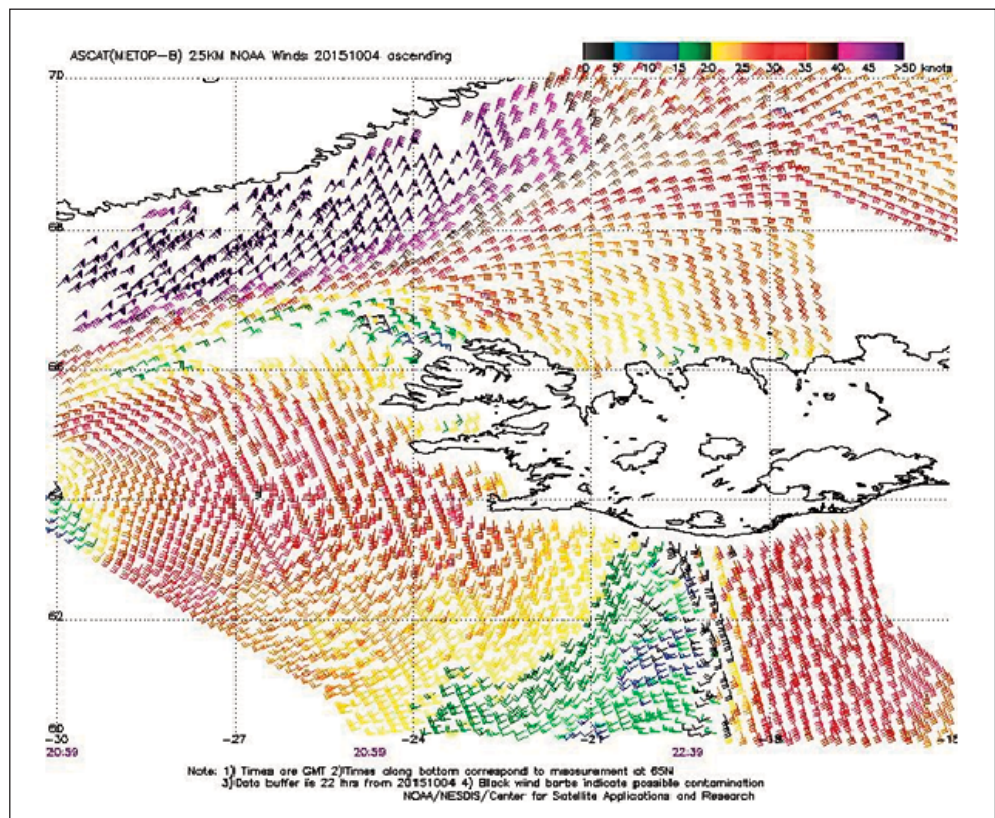 ASCAT(METOP-B) 25KM NOAA Winds 20151004 ascending
0 5 10 15 20 25 30 35 40 45 >50 knots
70
68
66
64
62
60
-30 -27 -24 -21 -18 -15
20:59 20:59 22:39
Note: 1) Times are GMT 2)Times along bottom correspond to measurement at 65N
3)Data buffer is 22 hrs from 20151004 4) Black wind barbs indicate possible contamination
NOAA/NESDIS/Center for Satellite Applications and Research